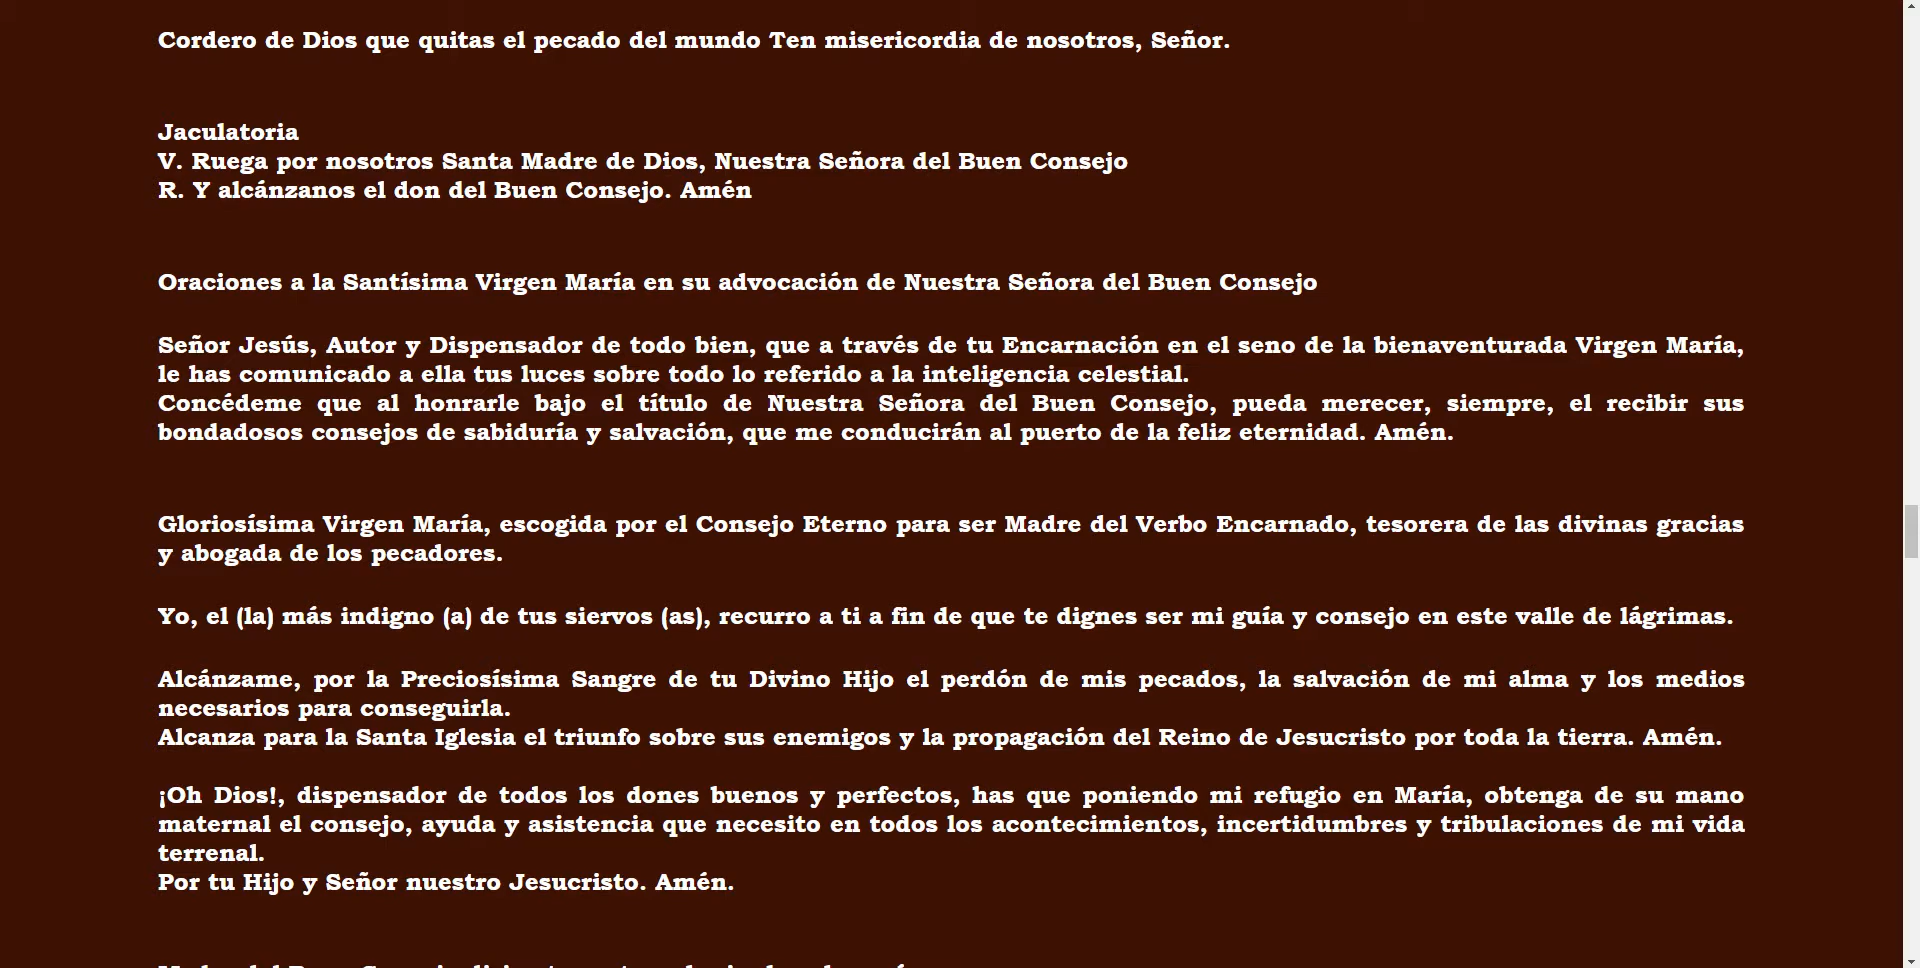 Cordero de Dios que quitas el pecado del mundo Ten misericordia de nosotros, Señor.
Jaculatoria
V. Ruega por nosotros Santa Madre de Dios, Nuestra Señora del Buen Consejo
R. Y alcánzanos el don del Buen Consejo. Amén
Oraciones a la Santísima Virgen María en su advocación de Nuestra Señora del Buen Consejo
Señor Jesús, Autor y Dispensador de todo bien, que a través de tu Encarnación en el seno de la bienaventurada Virgen María,
le has comunicado a ella tus luces sobre todo lo referido a la inteligencia celestial.
Concédeme que al honrarle bajo el título de Nuestra Señora del Buen Consejo, pueda merecer, siempre, el recibir sus
bondadosos consejos de sabiduría y salvación, que me conducirán al puerto de la feliz eternidad. Amén.
Gloriosísima Virgen María, escogida por el Consejo Eterno para ser Madre del Verbo Encarnado, tesorera de las divinas gracias
y abogada de los pecadores.
Yo, el (la) más indigno (a) de tus siervos (as), recurro a ti a fin de que te dignes ser mi guía y consejo en este valle de lágrimas.
Alcánzame, por la Preciosísima Sangre de tu Divino Hijo el perdón de mis pecados, la salvación de mi alma y los medios
necesarios para conseguirla.
Alcanza para la Santa Iglesia el triunfo sobre sus enemigos y la propagación del Reino de Jesucristo por toda la tierra. Amén.
¡Oh Dios!, dispensador de todos los dones buenos y perfectos, has que poniendo mi refugio en María, obtenga de su mano
maternal el consejo, ayuda y asistencia que necesito en todos los acontecimientos, incertidumbres y tribulaciones de mi vida
terrenal.
Por tu Hijo y Señor nuestro Jesucristo. Amén.